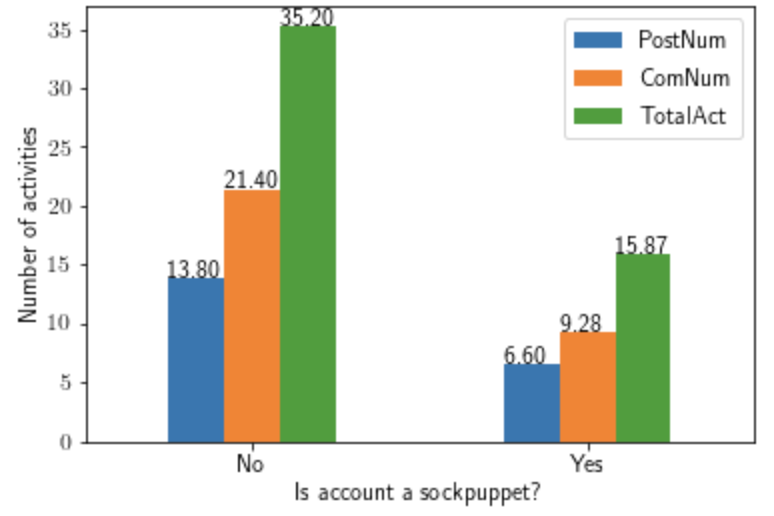 35.20
35
PostNum
30
ComNum
TotalAct
25
21.40
20
15.87
15
13.80
10
9.28
6.60
5
0
No
Yes
Is account a sockpuppet?
Number of activities